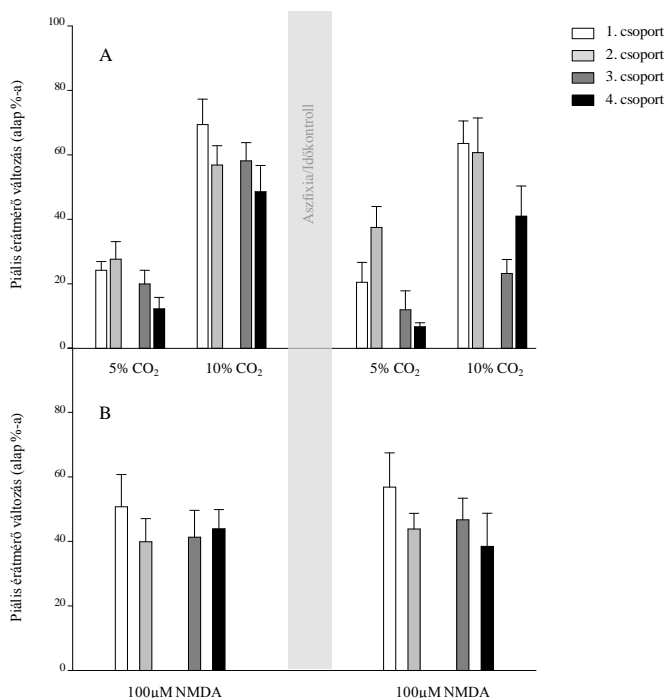 Piális érátmérő változás (alap %-a)
100
80
60
40
20
0
A
Aszfixia/Időkontroll
1. csoport
2. csoport
3. csoport
4. csoport
5% CO₂
10% CO₂
5% CO₂
10% CO₂
Piális érátmérő változás (alap %-a)
80
60
40
20
0
B
100µM NMDA
100µM NMDA